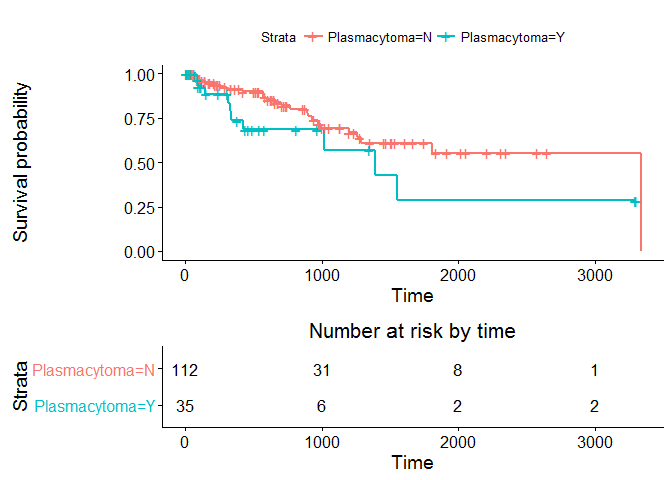 Strata Plasmacytoma=N Plasmacytoma=Y
Survival probability
1.00
0.75
0.50
0.25
0.00
0 1000 2000 3000
Time
Number at risk by time
Strata
Plasmacytoma=N 112 31 8 1
Plasmacytoma=Y 35 6 2 2
0 1000 2000 3000
Time